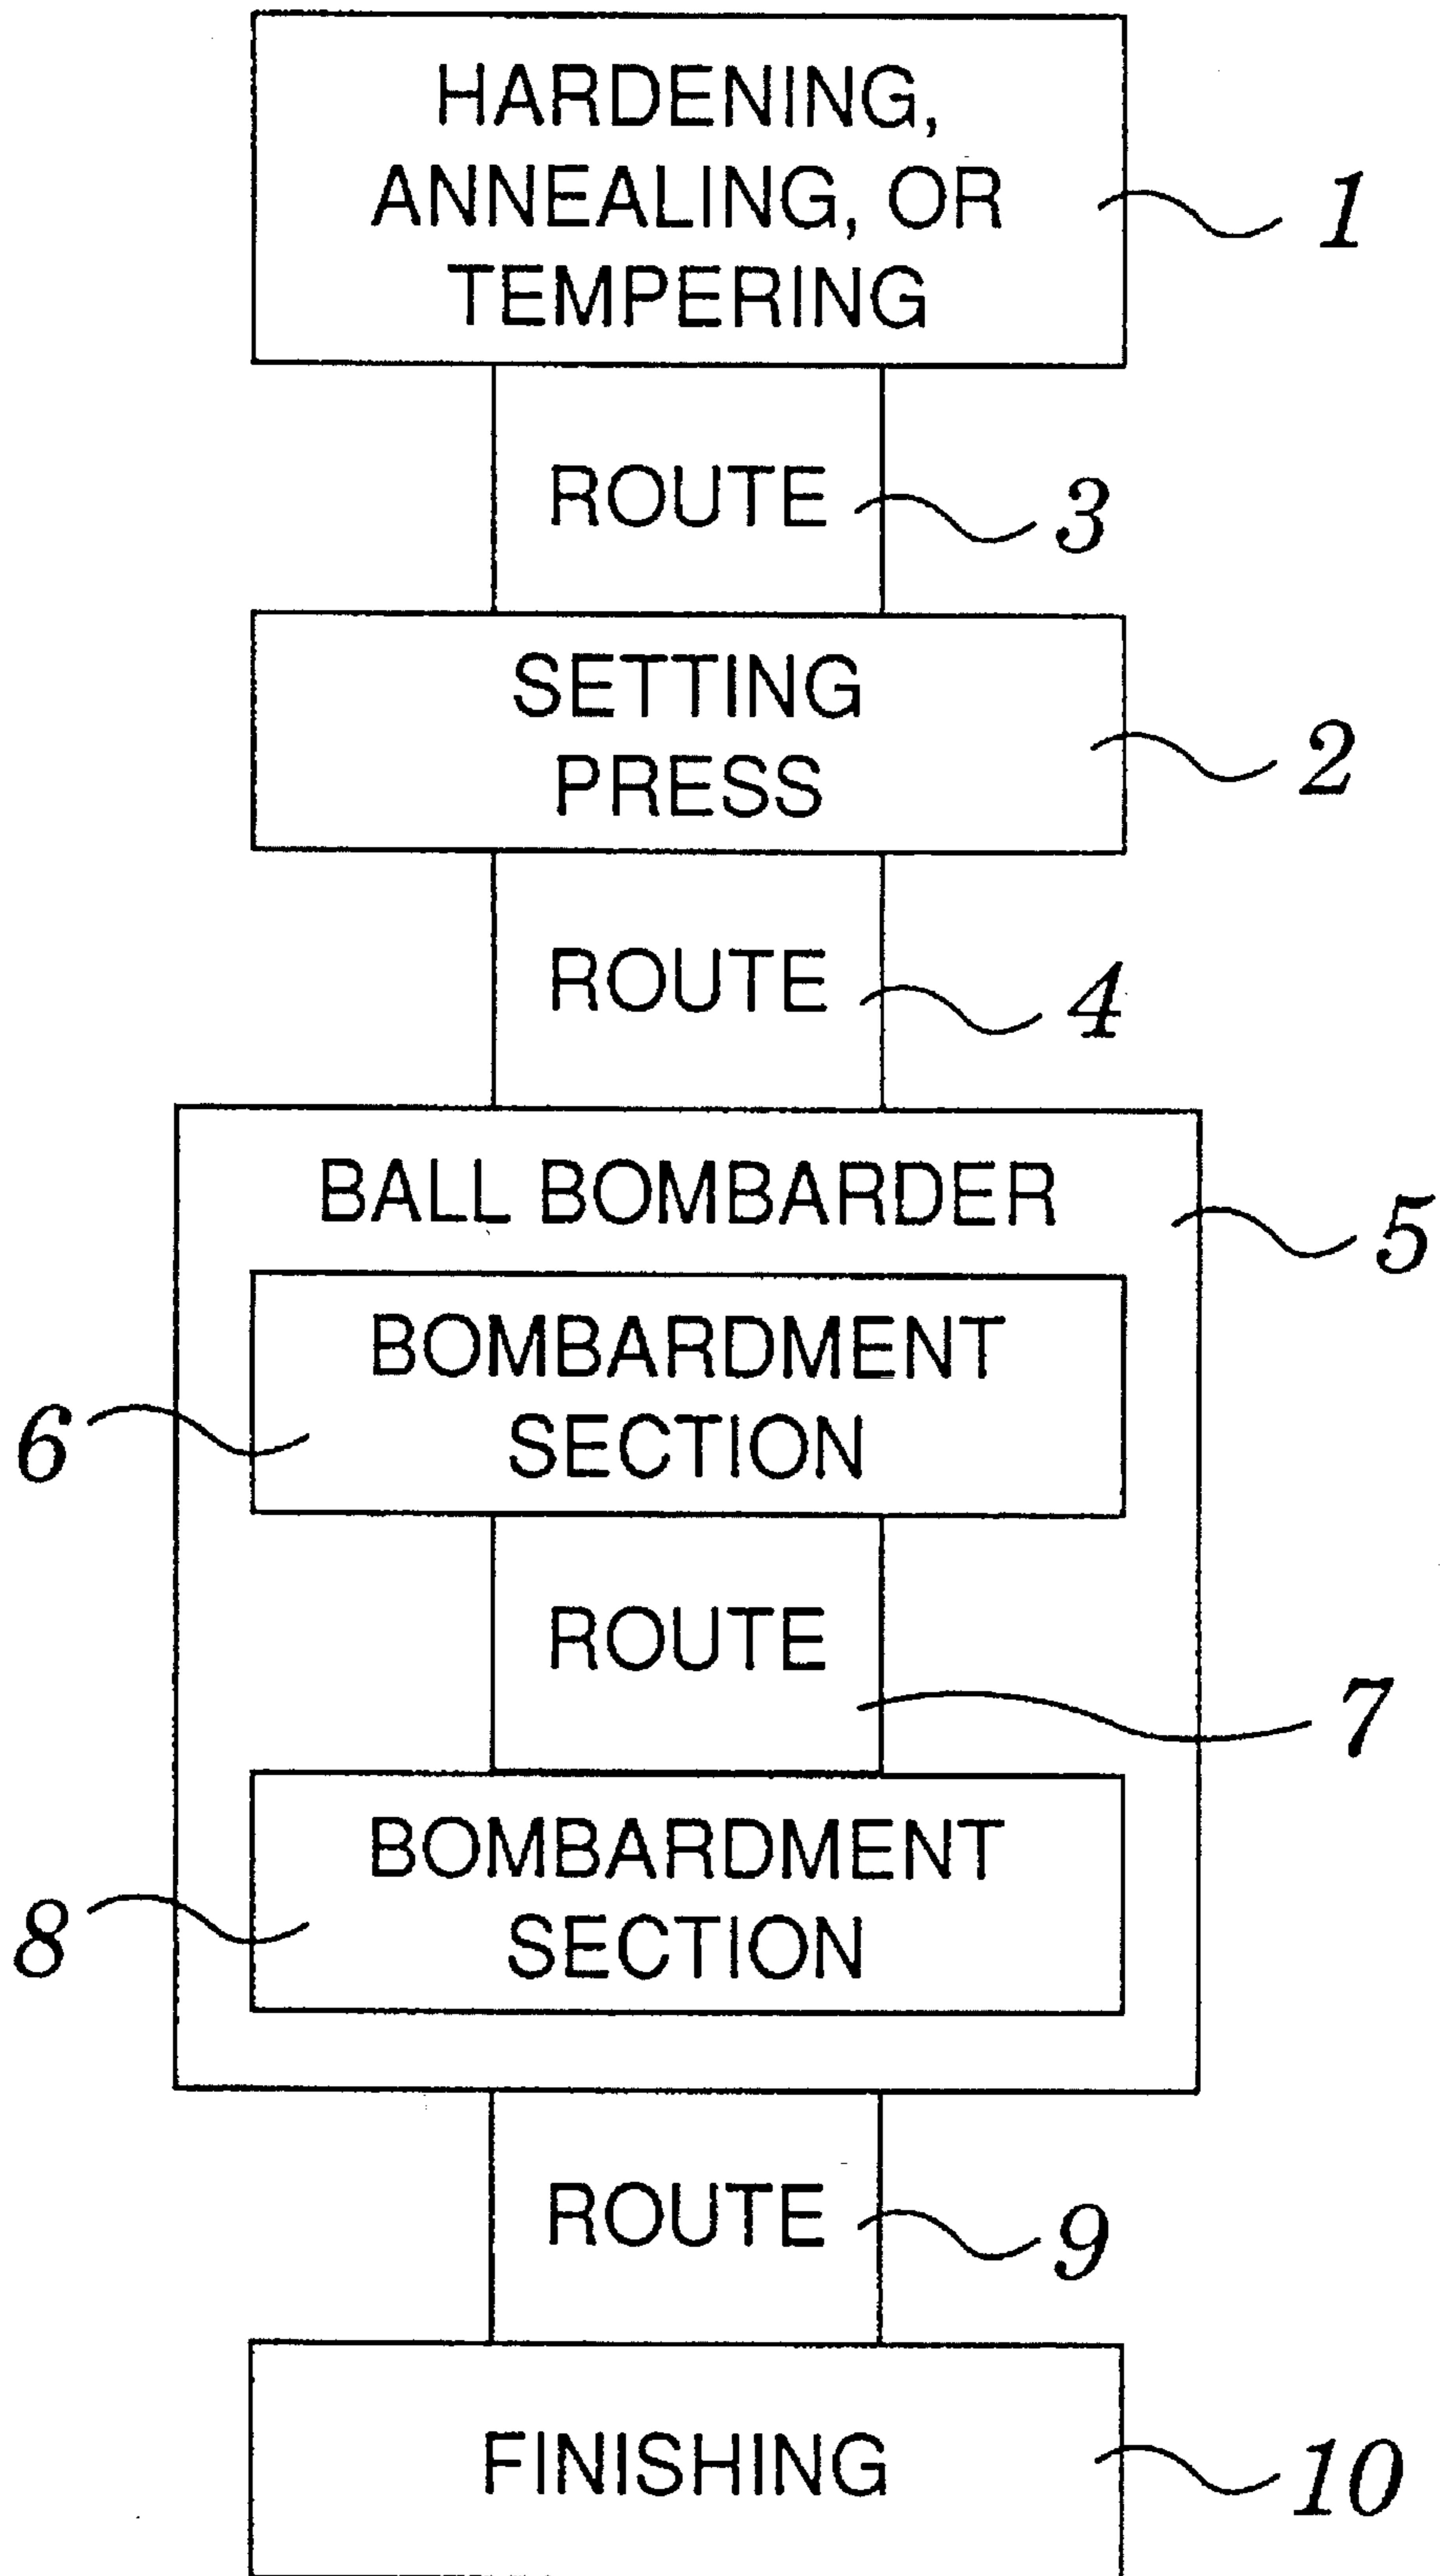 HARDENING,
ANNEALING, OR
TEMPERING
1
ROUTE
3
SETTING
PRESS
2
ROUTE
4
BALL BOMBARDER
5
BOMBARDMENT
SECTION
6
ROUTE
7
BOMBARDMENT
SECTION
8
ROUTE
9
FINISHING
10